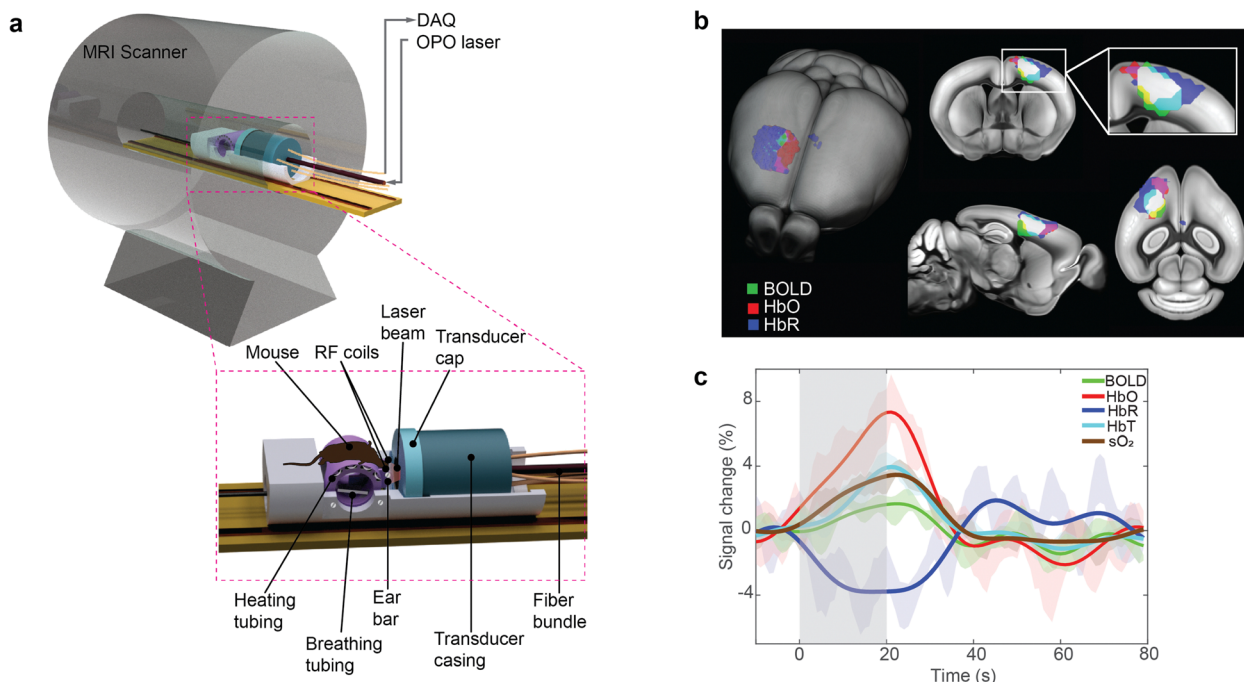 a
MRI Scanner
DAQ
OPO laser
Mouse
RF coils
Laser
beam
Transducer
cap
Heating
tubing
Breathing
tubing
Ear
bar
Transducer
casing
Fiber
bundle
b
BOLD
HbO
HbR
c
Signal change (%)
8
4
0
-4
BOLD
HbO
HbR
HbT
sO₂
0
20
40
60
80
Time (s)